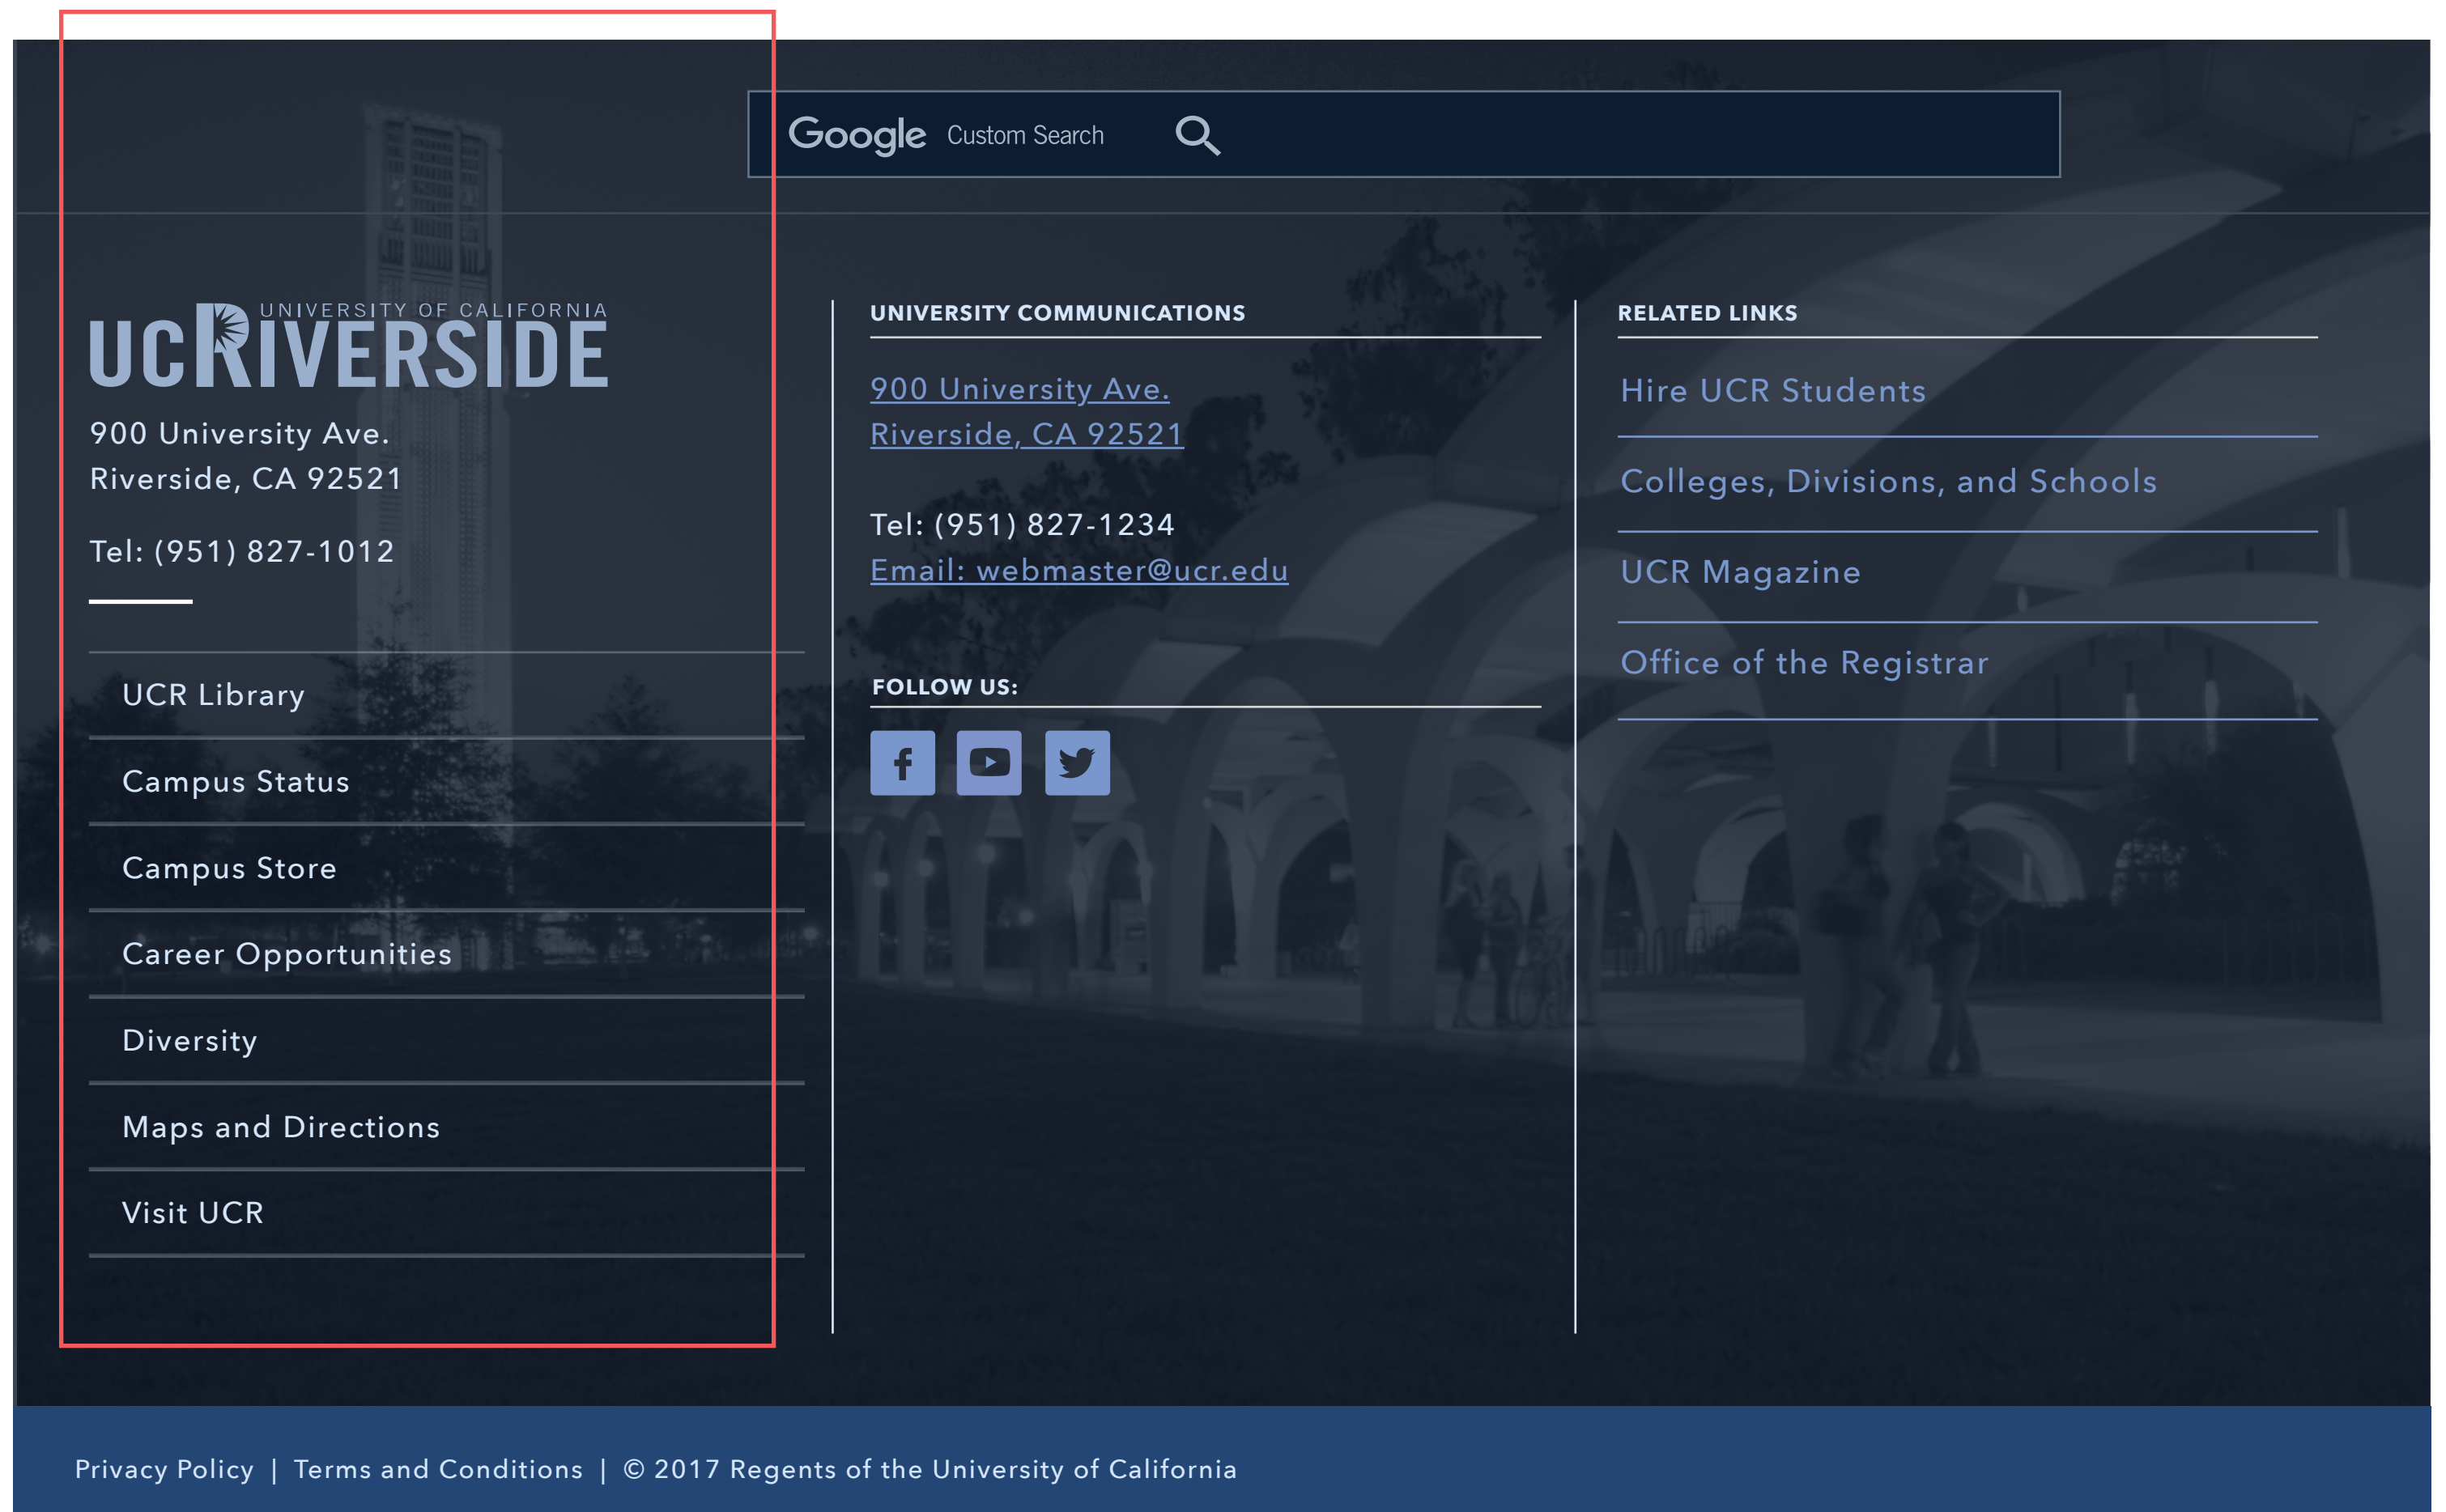 Google Custom Search
UNIVERSITY OF CALIFORNIA
UCRIVERSIDE
900 University Ave.
Riverside, CA 92521
Tel: (951) 827-1012
UCR Library
Campus Status
Campus Store
Career Opportunities
Diversity
Maps and Directions
Visit UCR
UNIVERSITY COMMUNICATIONS
900 University Ave.
Riverside, CA 92521
Tel: (951) 827-1234
Email: webmaster@ucr.edu
FOLLOW US:
RELATED LINKS
Hire UCR Students
Colleges, Divisions, and Schools
UCR Magazine
Office of the Registrar
Privacy Policy | Terms and Conditions | © 2017 Regents of the University of California